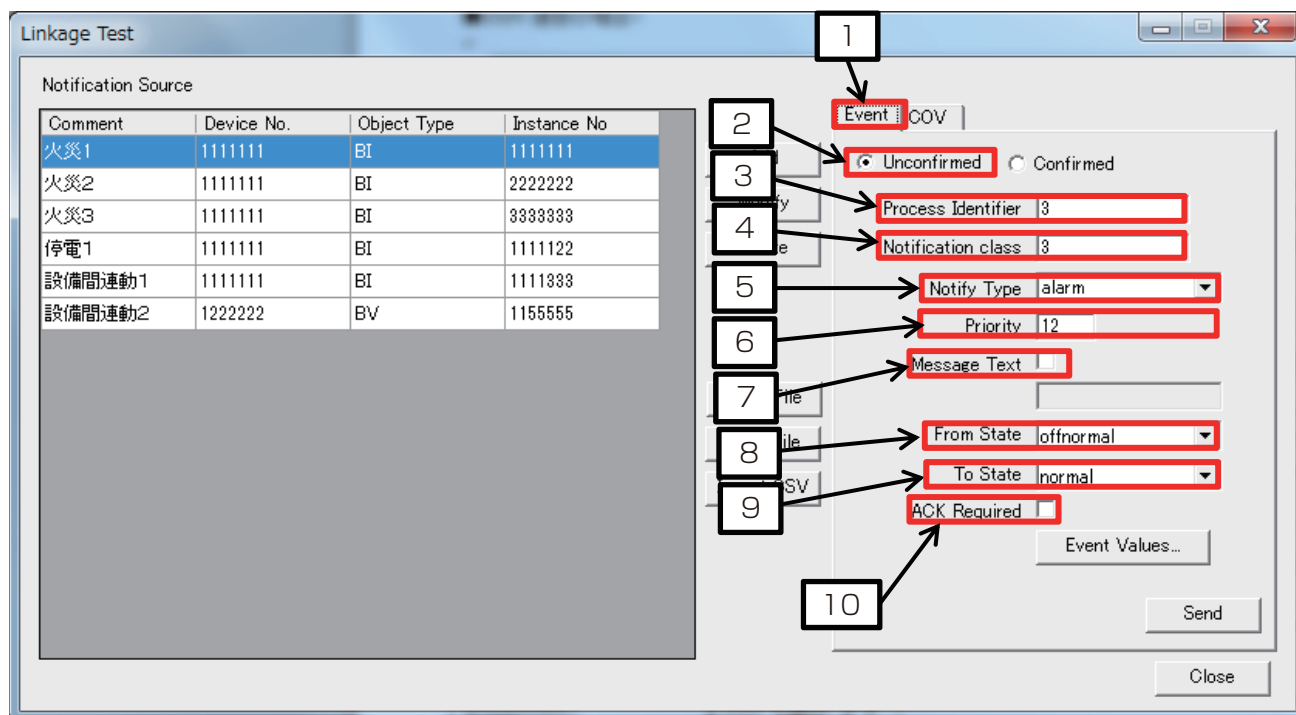 Linkage Test
1
Notification Source
Comment Device No. Object Type Instance No
火災1 1111111 BI 1111111
火災2 1111111 BI 2222222
火災3 1111111 BI 3333333
停電1 1111111 BI 1111122
設備間連動1 1111111 BI 1111333
設備間連動2 1222222 BV 1155555
Event COV
2
Unconfirmed Confirmed
3
Process Identifier 3
4
Notification class 3
5
Notify Type alarm
6
Priority 12
7
Message Text
8
From State offnormal
9
To State normal
10
ACK Required
Event Values...
Send
Close